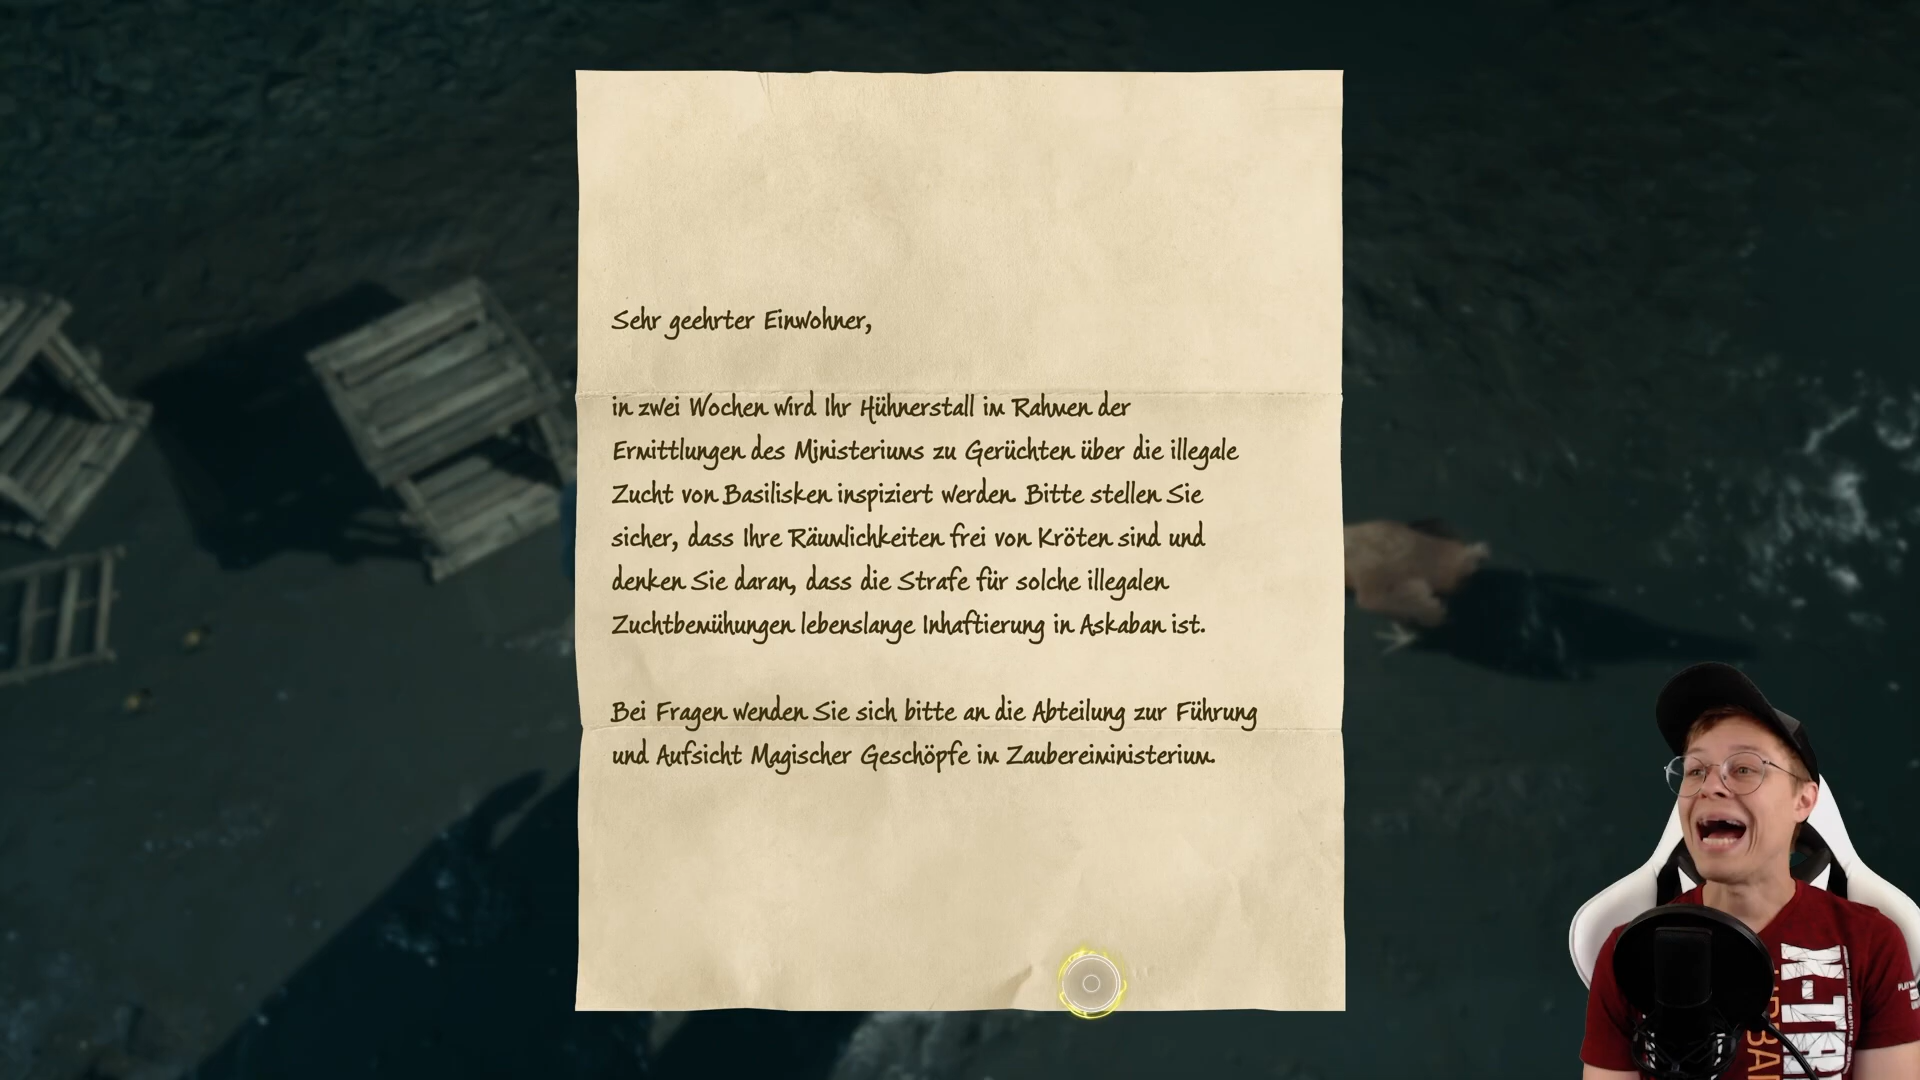 Sehr geehrter Einwohner,
in zwei Wochen wird Ihr Hühnerstall im Rahmen der
Ermittlungen des Ministeriums zu Gerüchten über die illegale
Zucht von Basilisken inspiziert werden. Bitte stellen Sie
sicher, dass Ihre Räumlichkeiten frei von Kröten sind und
denken Sie daran, dass die Strafe für solche illegalen
Zuchtbemühungen lebenslange Inhaftierung in Askaban ist.
Bei Fragen wenden Sie sich bitte an die Abteilung zur Führung
und Aufsicht Magischer Geschöpfe im Zaubereiministerium.